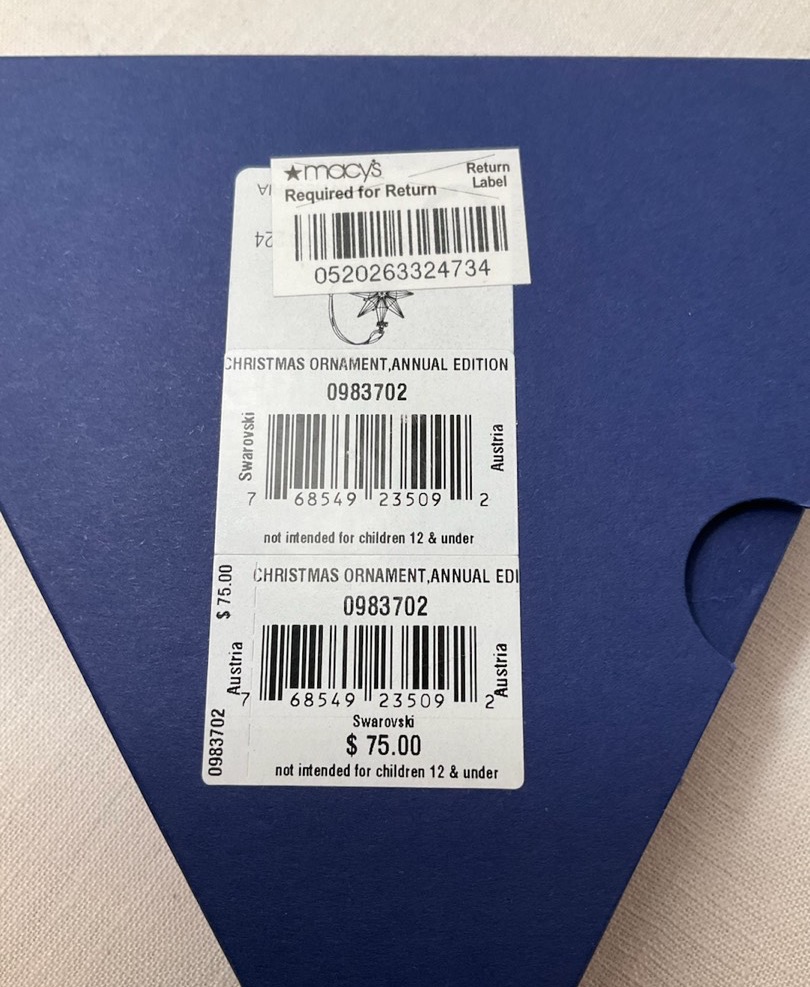 ★macy's
Return
Label
Required for Return
0520263324734
24
CHRISTMAS ORNAMENT,ANNUAL EDITION
0983702
Swarovski
Austria
7 68549 23509 2
not intended for children 12 & under
$ 75.00
CHRISTMAS ORNAMENT,ANNUAL EDI
0983702
Austria
Austria
7 68549 23509 2
0983702
Swarovski
$ 75.00
not intended for children 12 & under